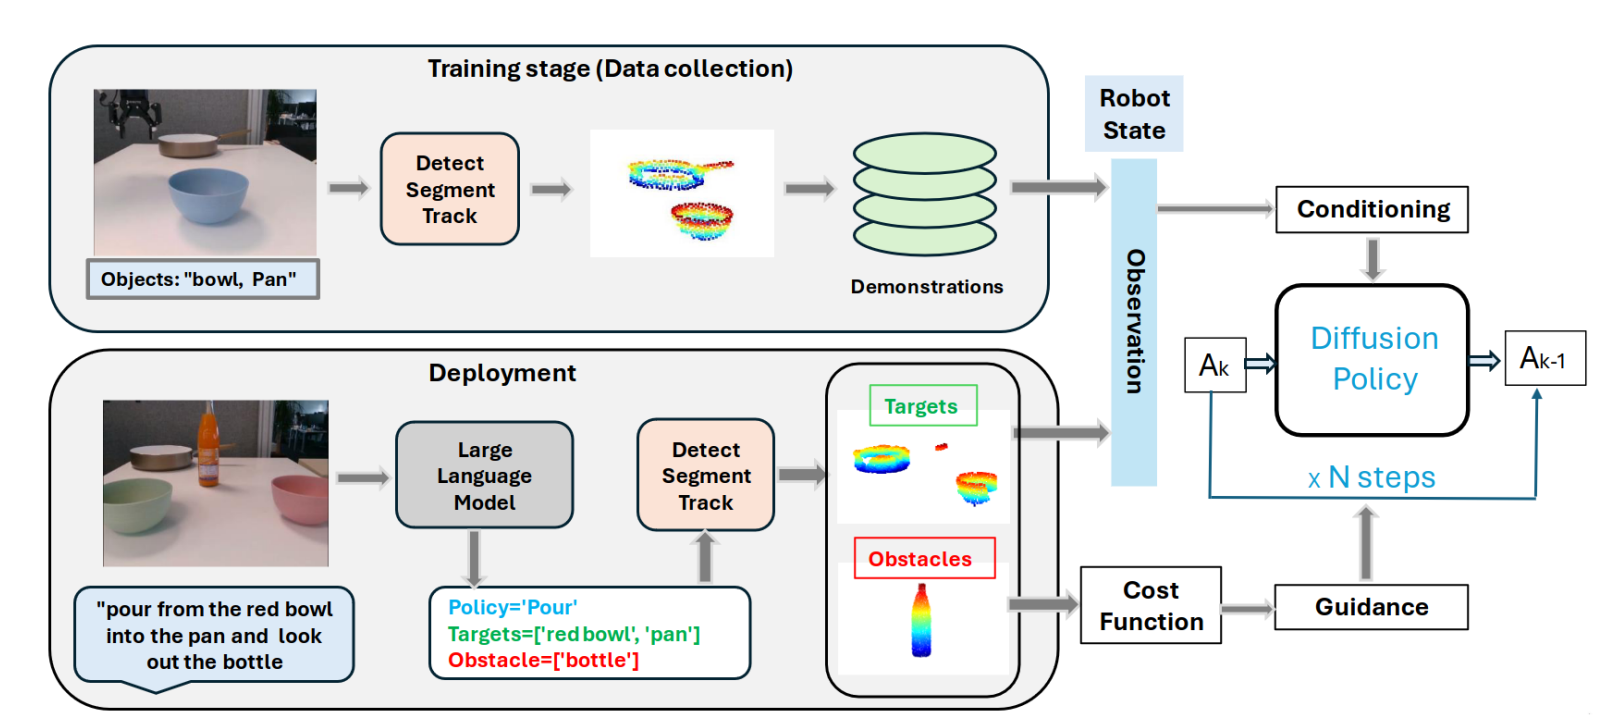 Training stage (Data collection)
Objects: "bowl, Pan"
Detect
Segment
Track
Demonstrations
Robot
State
Observation
Conditioning
Diffusion
Policy
Ak
Ak-1
x N steps
Deployment
"pour from the red bowl
into the pan and look
out the bottle
Large
Language
Model
Policy='Pour'
Targets=['red bowl', 'pan']
Obstacle=['bottle']
Detect
Segment
Track
Targets
Obstacles
Cost
Function
Guidance